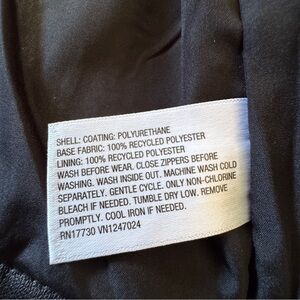 SHELL: COATING: POLYURETHANE
BASE FABRIC: 100% RECYCLED POLYESTER
LINING: 100% RECYCLED POLYESTER
WASH BEFORE WEAR. CLOSE ZIPPERS BEFORE
WASHING. WASH INSIDE OUT. MACHINE WASH COLD
SEPARATELY. GENTLE CYCLE. ONLY NON-CHLORINE
BLEACH IF NEEDED. TUMBLE DRY LOW. REMOVE
PROMPTLY. COOL IRON IF NEEDED.
RN17730 VN1247024